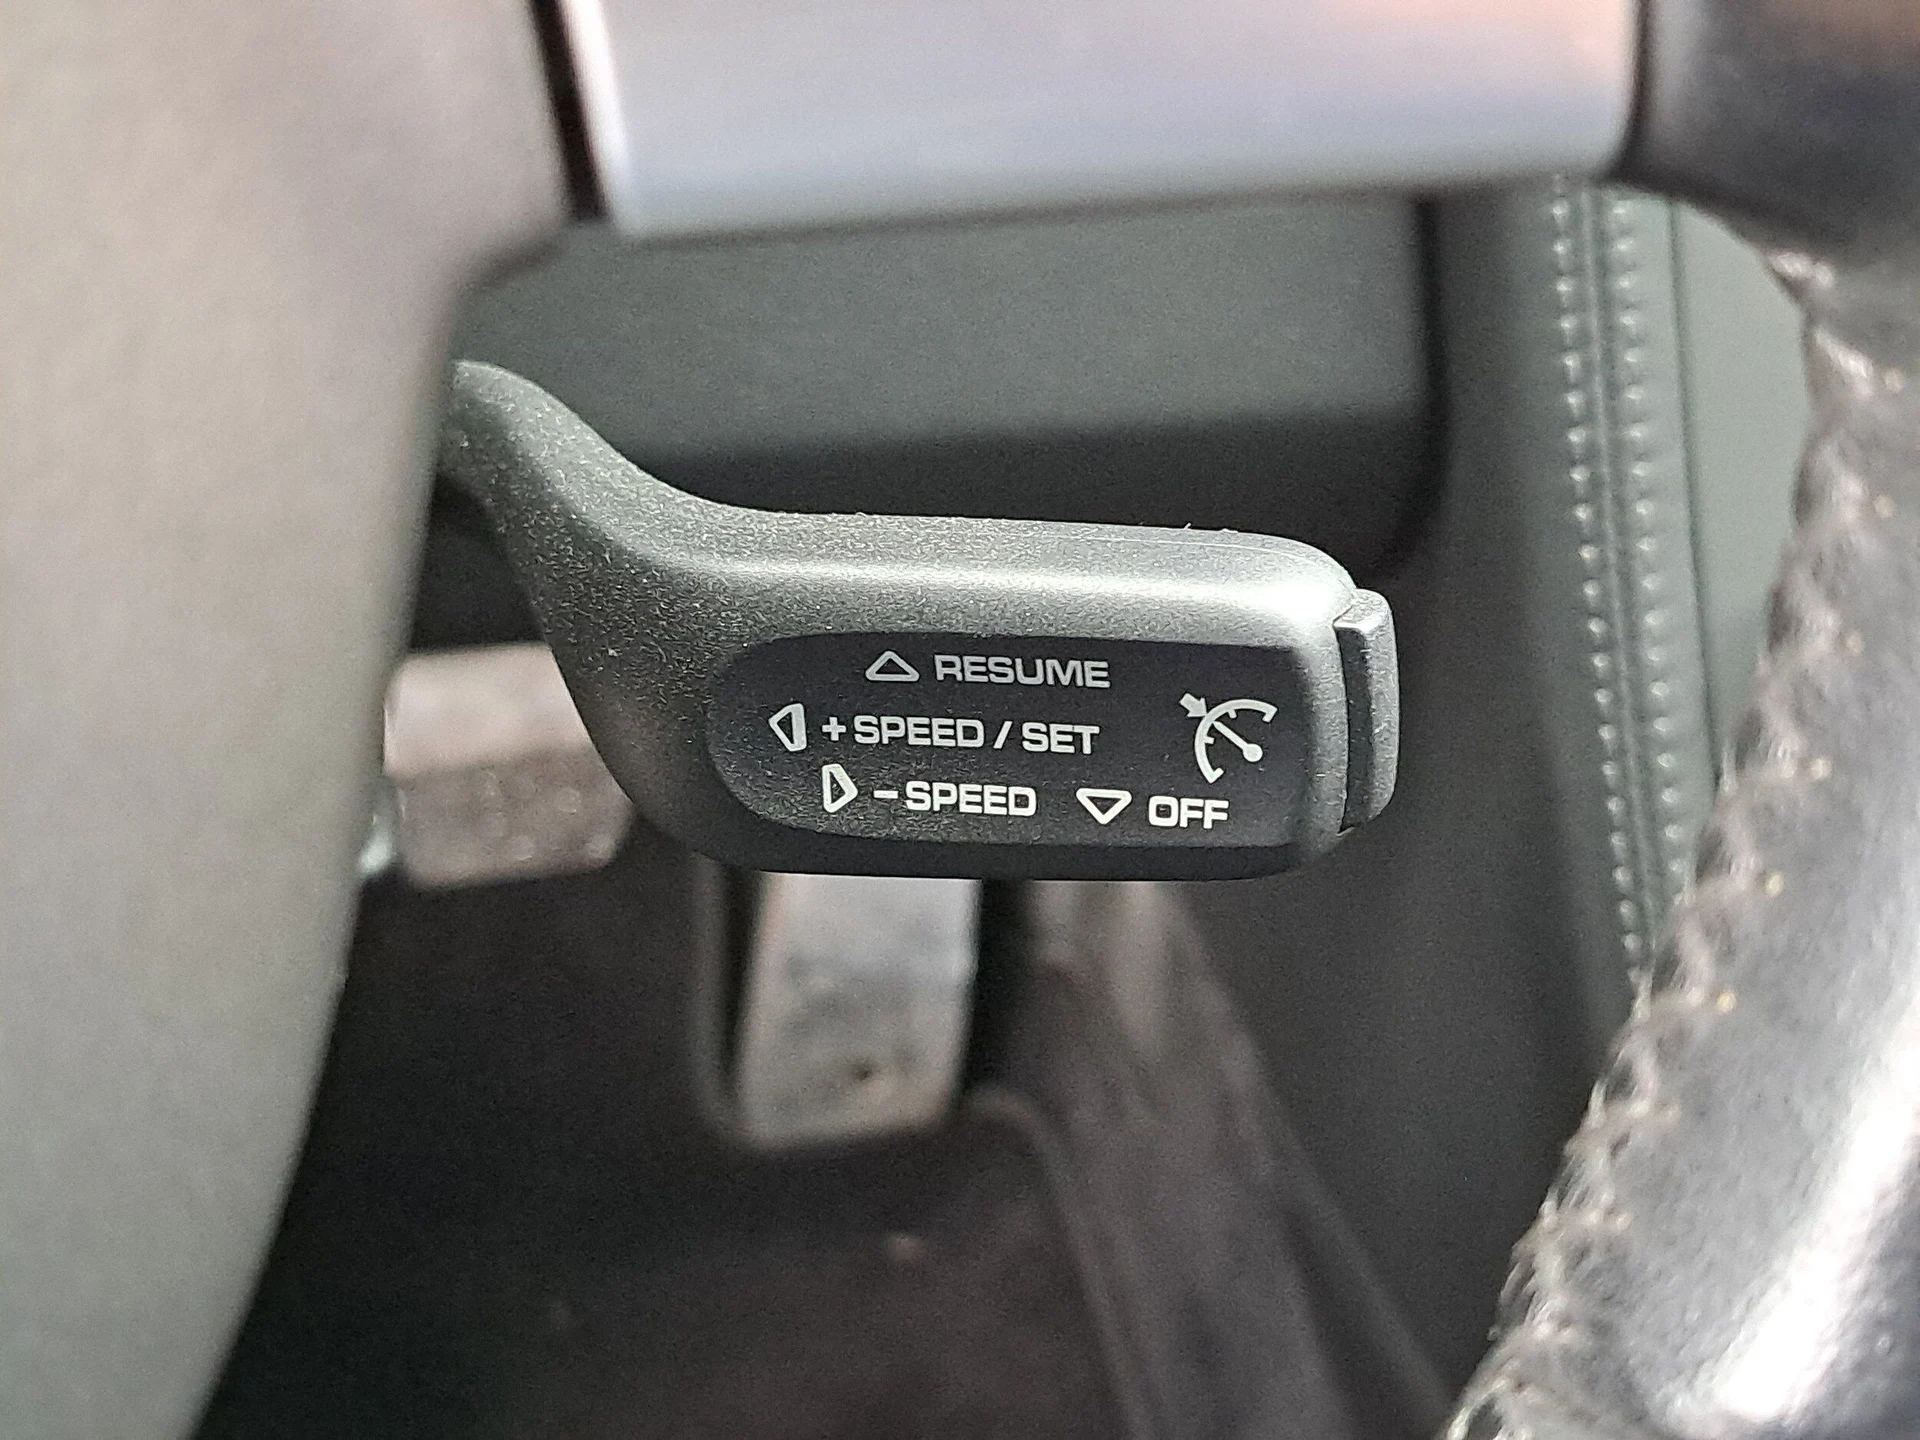 RESUME
+SPEED / SET
-SPEED OFF